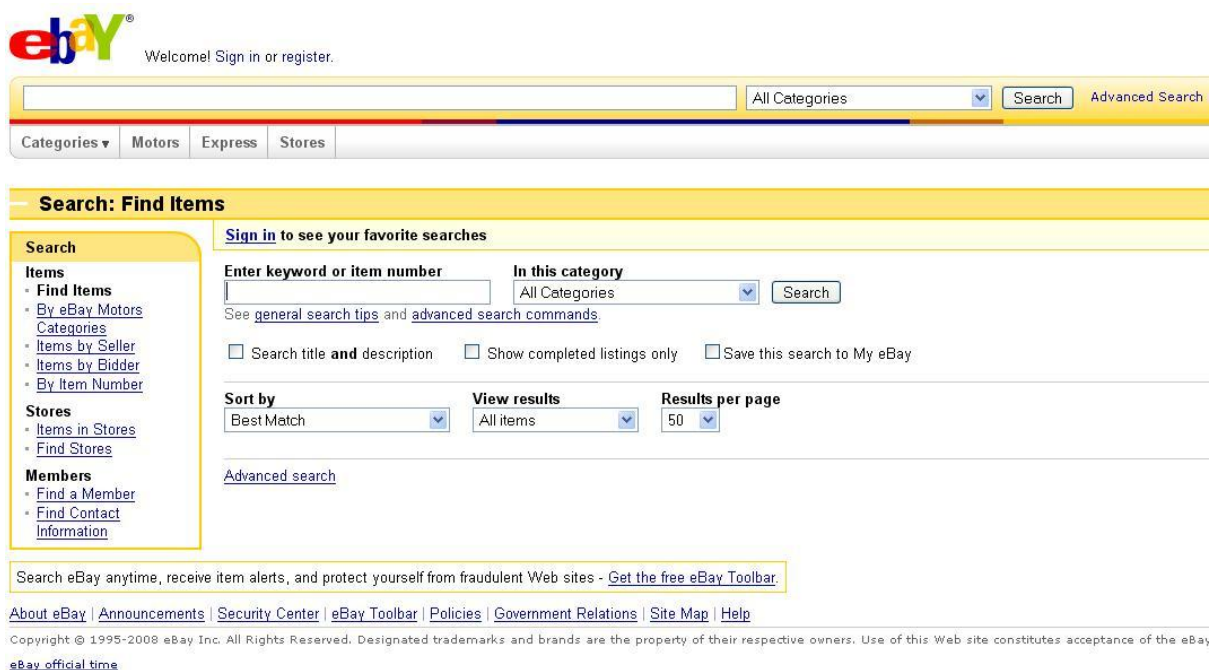 ebay®
Welcome! Sign in or register.
All Categories Search Advanced Search
Categories Motors Express Stores
Search: Find Items
Search
Items
Find Items
By eBay Motors
Categories
Items by Seller
Items by Bidder
By Item Number
Stores
Items in Stores
Find Stores
Members
Find a Member
Find Contact
Information
Sign in to see your favorite searches
Enter keyword or item number In this category
All Categories Search
See general search tips and advanced search commands.
Search title and description Show completed listings only Save this search to My eBay
Sort by View results Results per page
Best Match All items 50
Advanced search
Search eBay anytime, receive item alerts, and protect yourself from fraudulent Web sites - Get the free eBay Toolbar.
About eBay | Announcements | Security Center | eBay Toolbar | Policies | Government Relations | Site Map | Help
Copyright © 1995-2008 eBay Inc. All Rights Reserved. Designated trademarks and brands are the property of their respective owners. Use of this Web site constitutes acceptance of the eBay
eBay official time